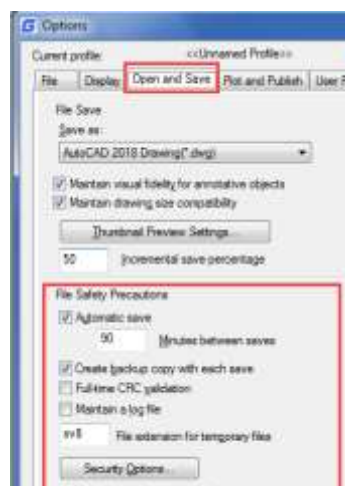 Options
Current profile: <<Unnamed Profile>>
File Display Open and Save Plot and Publish User P
File Save
Save as:
AutoCAD 2018 Drawing(*.dwg)
Maintain visual fidelity for annotative objects
Maintain drawing size compatibility
Thumbnail Preview Settings...
50 Incremental save percentage
File Safety Precautions
Automatic save
90 Minutes between saves
Create backup copy with each save
Full-time CRC validation
Maintain a log file
sv$ File extension for temporary files
Security Options...